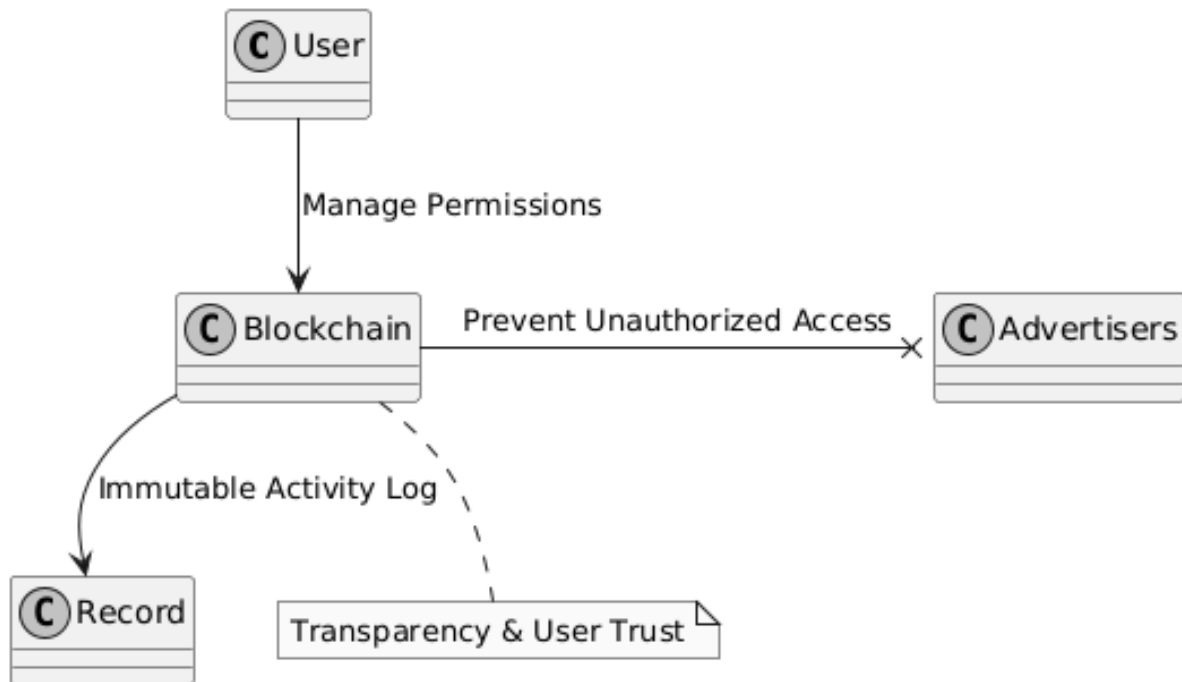 C User
Manage Permissions
C Blockchain
Prevent Unauthorized Access
C Advertisers
Immutable Activity Log
C Record
Transparency & User Trust